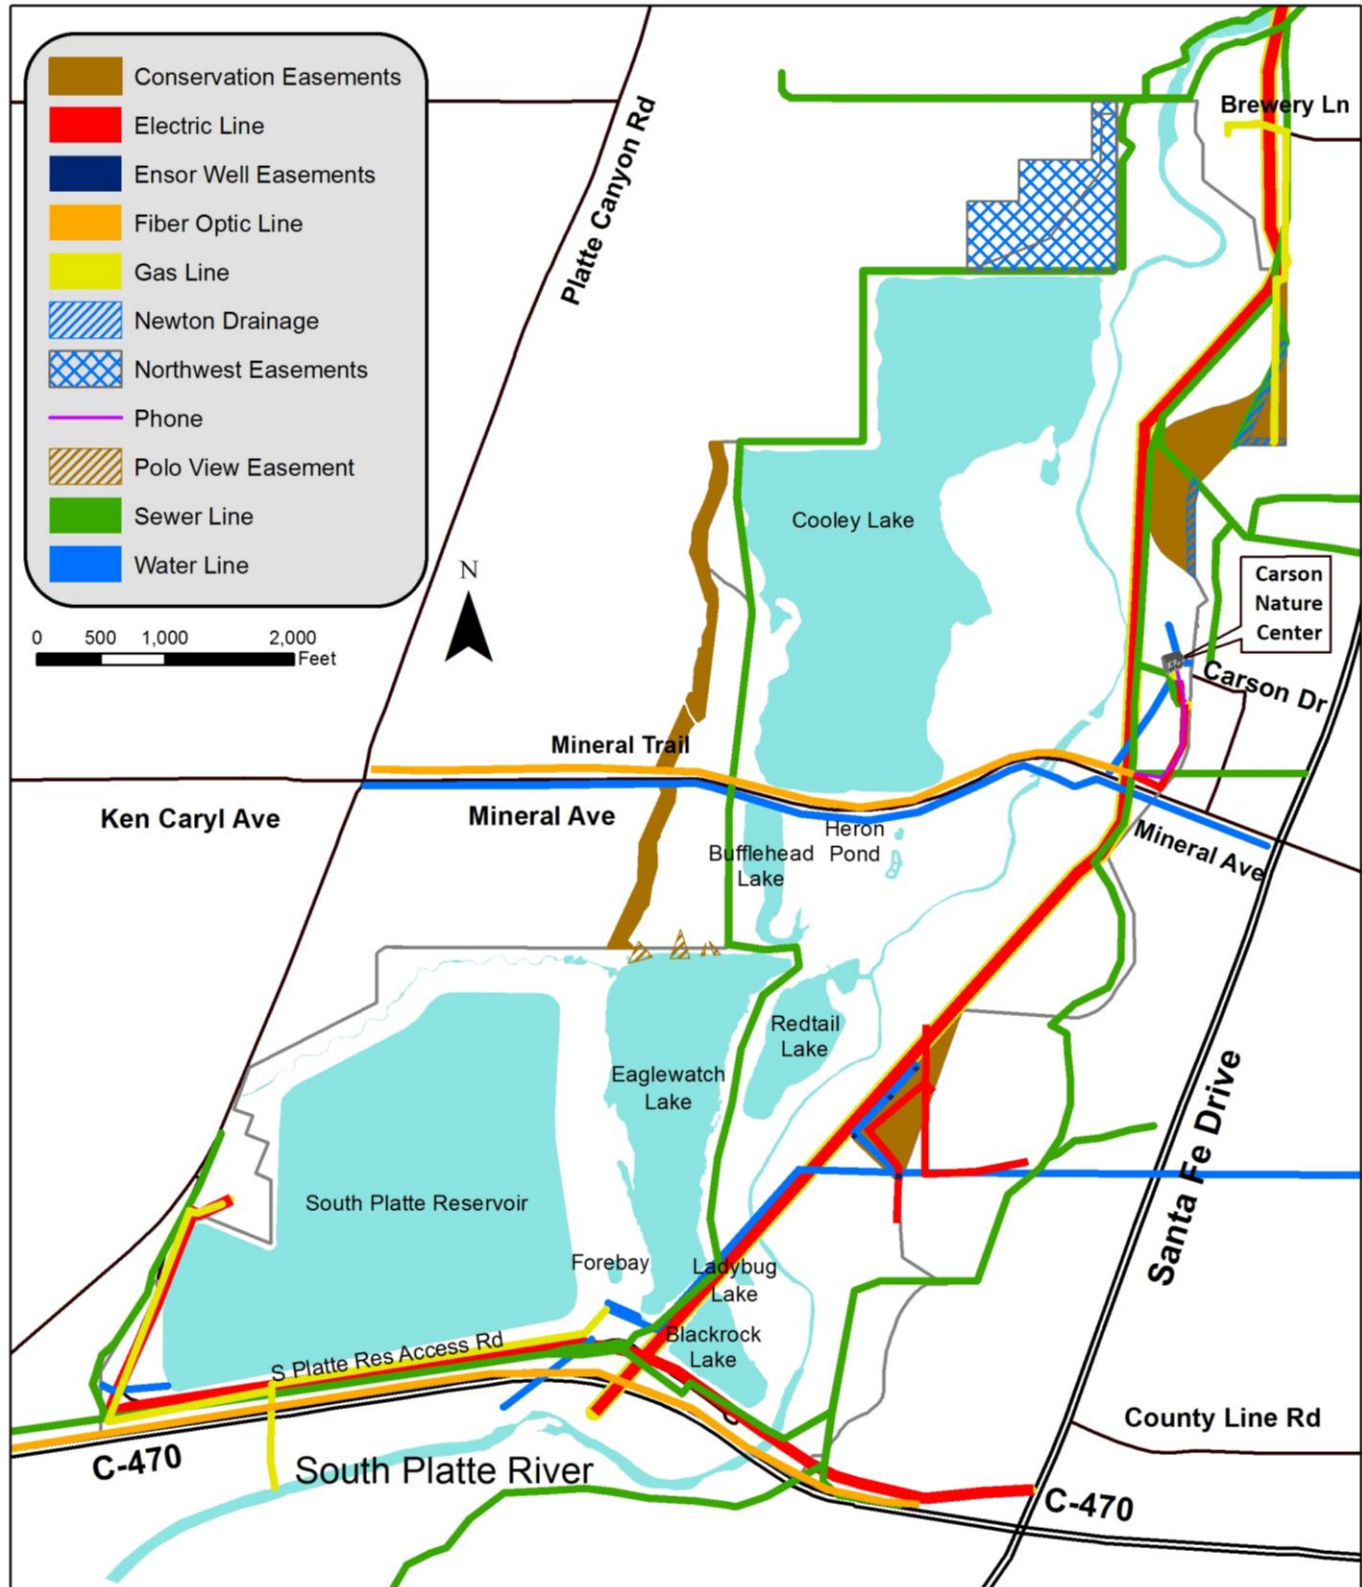 Conservation Easements
Electric Line
Ensor Well Easements
Fiber Optic Line
Gas Line
Newton Drainage
Northwest Easements
Phone
Polo View Easement
Sewer Line
Water Line
0 500 1,000 2,000
Feet
N
Platte Canyon Rd
Brewery Ln
Cooley Lake
Carson
Nature
Center
Carson Dr
Mineral Trail
Ken Caryl Ave
Mineral Ave
Heron
Pond
Bufflehead
Lake
Mineral Ave
Redtail
Lake
Eaglewatch
Lake
Santa Fe Drive
South Platte Reservoir
Forebay
Ladybug
Lake
Blackrock
Lake
S Platte Res Access Rd
County Line Rd
C-470
South Platte River
C-470